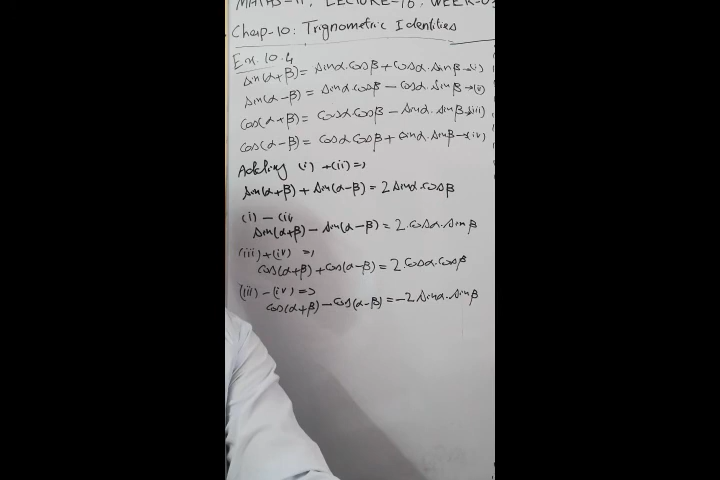 MATHS-11, LECTURE-16, WEEK-0
Chap-10: Trignometric Identities
Ex. 10.4
sin(α+β) = sinα.cosβ + cosα.sinβ→(i)
sin(α-β) = sinα.cosβ - cosα.sinβ→(ii)
cos(α+β) = cosα.cosβ - sinα.sinβ→(iii)
cos(α-β) = cosα cosβ + sinα.sinβ→(iv)
Adding (i) + (ii) =>
sin(α+β) + sin(α-β) = 2 sinα.cosβ
(i) - (ii
sin(α+β) - sin(α-β) = 2.cosα.sinβ
(iii) + (iv) =>
cos(α+β) + cos(α-β) = 2 cosα.cosβ
(iii) - (iv) =>
cos(α+β) - cos(α-β) = -2 sinα.sinβ